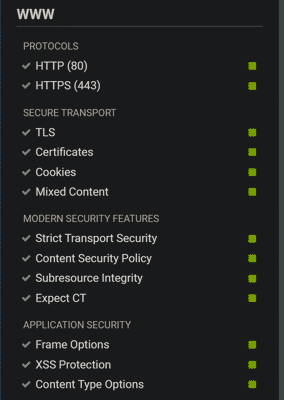 WWW
PROTOCOLS
HTTP (80)
HTTPS (443)
SECURE TRANSPORT
TLS
Certificates
Cookies
Mixed Content
MODERN SECURITY FEATURES
Strict Transport Security
Content Security Policy
Subresource Integrity
Expect CT
APPLICATION SECURITY
Frame Options
XSS Protection
Content Type Options